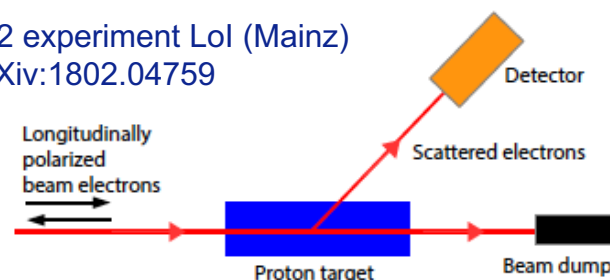 2 experiment LoI (Mainz)
Xiv:1802.04759
Detector
Longitudinally
polarized
beam electrons
Scattered electrons
Proton target
Beam dump